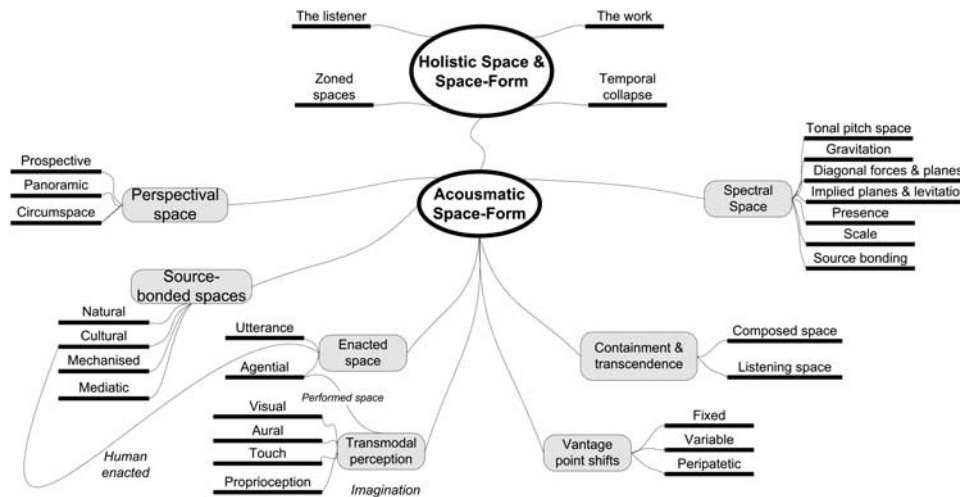 The listener
The work
Holistic Space &
Space-Form
Zoned
spaces
Temporal
collapse
Tonal pitch space
Gravitation
Diagonal forces & planes
Implied planes & levitatio
Presence
Scale
Source bonding
Spectral
Space
Prospective
Panoramic
Circumspace
Perspectival
space
Acousmatic
Space-Form
Source-
bonded spaces
Natural
Cultural
Mechanised
Mediatic
Utterance
Agential
Enacted
space
Performed space
Containment &
transcendence
Composed space
Listening space
Visual
Aural
Touch
Proprioception
Transmodal
perception
Imagination
Human
enacted
Vantage
point shifts
Fixed
Variable
Peripatetic